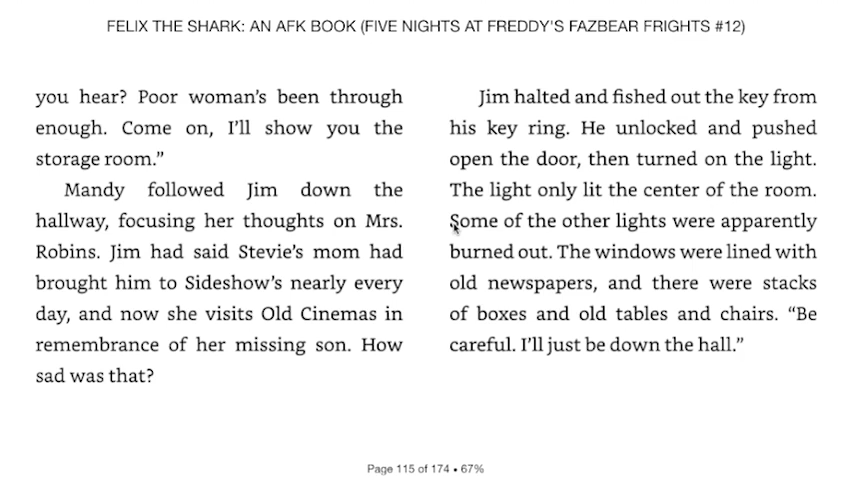 FELIX THE SHARK: AN AFK BOOK (FIVE NIGHTS AT FREDDY'S FAZBEAR FRIGHTS #12)
you hear? Poor woman's been through
enough. Come on, I'll show you the
storage room.”
Mandy followed Jim down the
hallway, focusing her thoughts on Mrs.
Robins. Jim had said Stevie's mom had
brought him to Sideshow's nearly every
day, and now she visits Old Cinemas in
remembrance of her missing son. How
sad was that?
Jim halted and fished out the key from
his key ring. He unlocked and pushed
open the door, then turned on the light.
The light only lit the center of the room.
Some of the other lights were apparently
burned out. The windows were lined with
old newspapers, and there were stacks
of boxes and old tables and chairs. “Be
careful. I'll just be down the hall.”
Page 115 of 174 • 67%